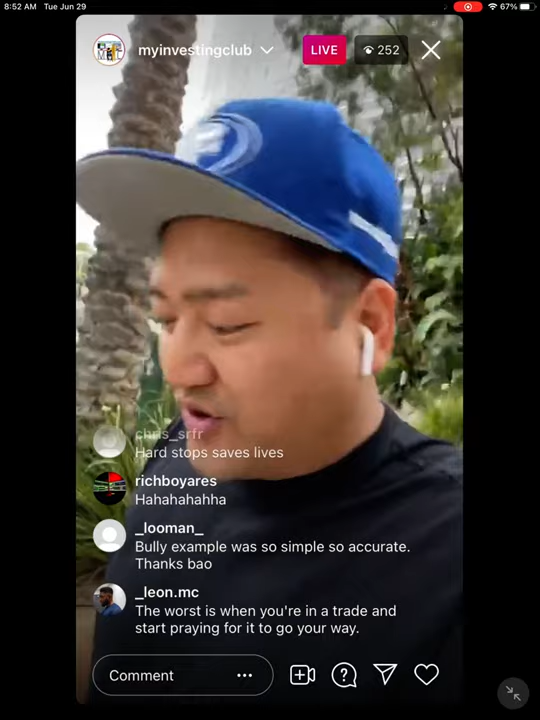 8:52 AM Tue Jun 29
67%
myinvestingclub
LIVE
252
chris_srfr
Hard stops saves lives
richboyares
Hahahahahha
_looman_
Bully example was so simple so accurate.
Thanks bao
_leon.mc
The worst is when you're in a trade and
start praying for it to go your way.
Comment